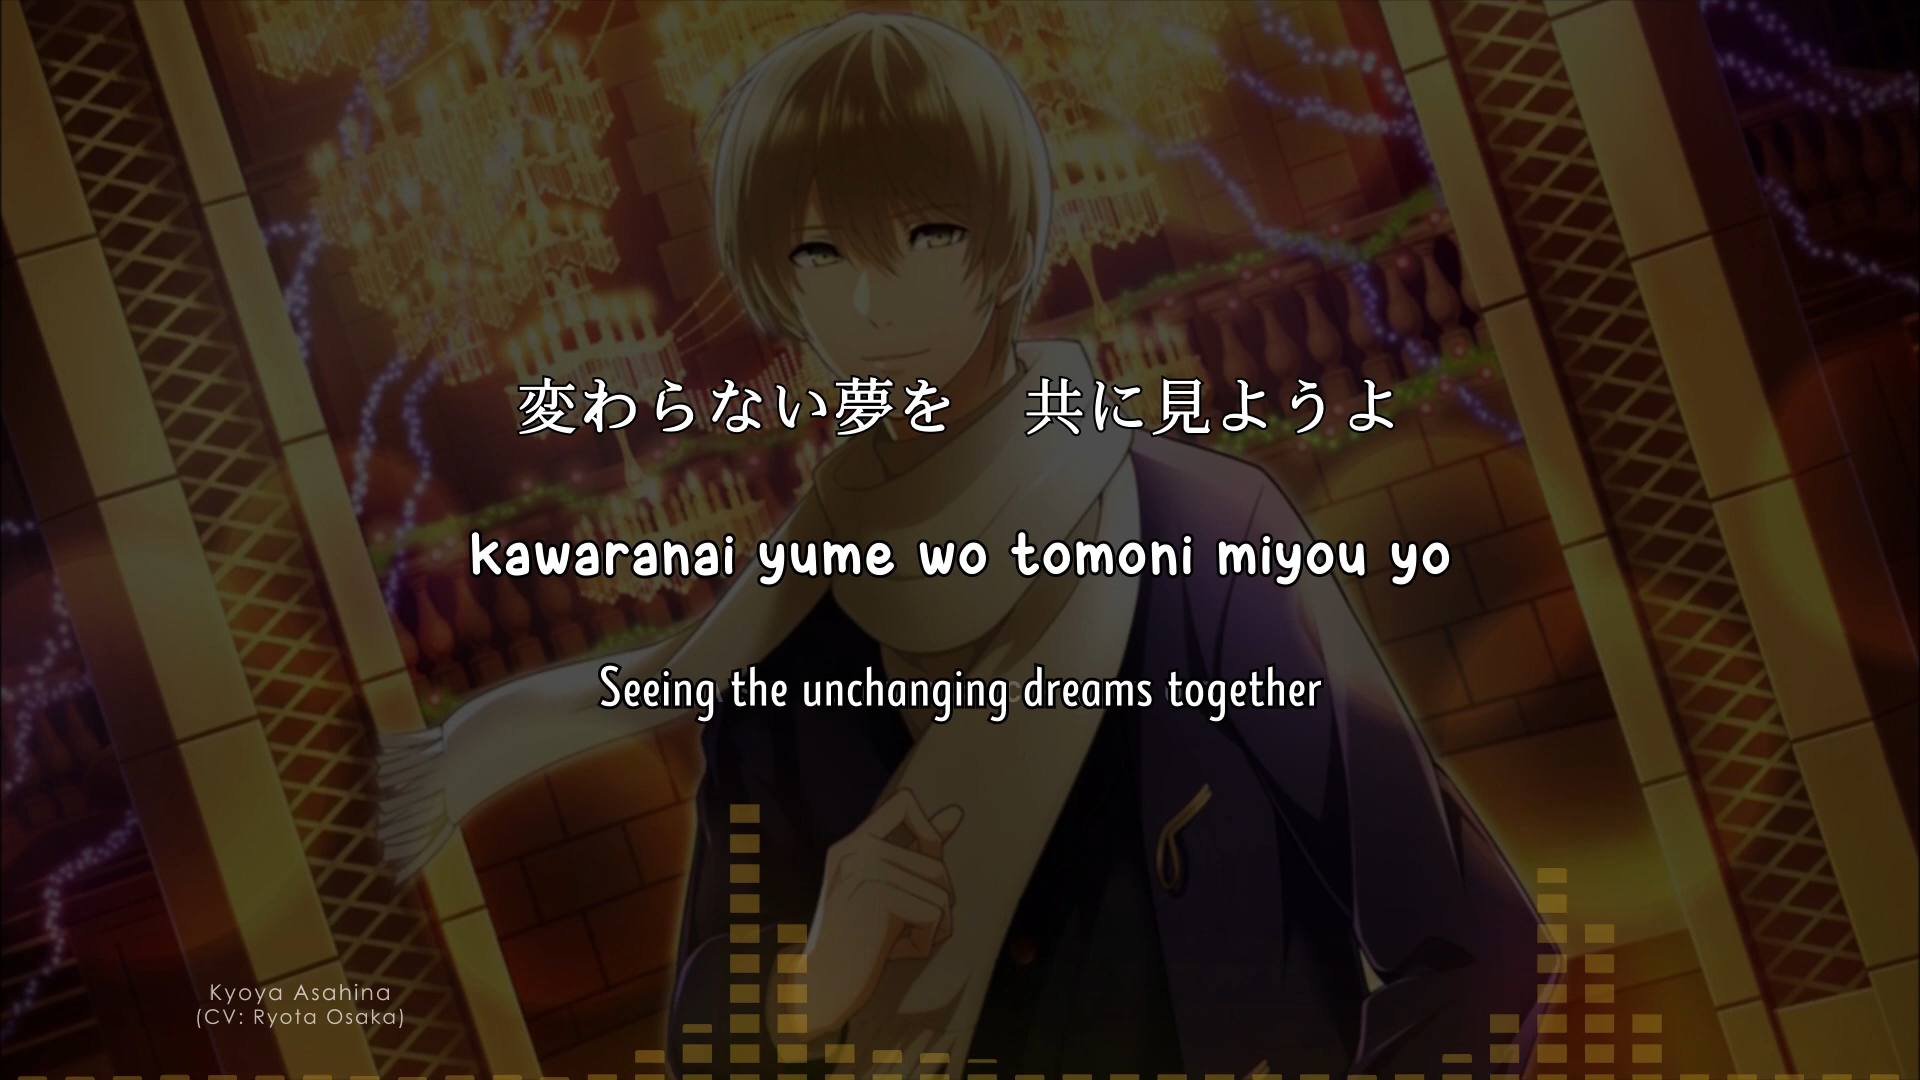 変わらない夢を　共に見ようよ
kawaranai yume wo tomoni miyou yo
Seeing the unchanging dreams together
Kyoya Asahina
(CV: Ryota Osaka)